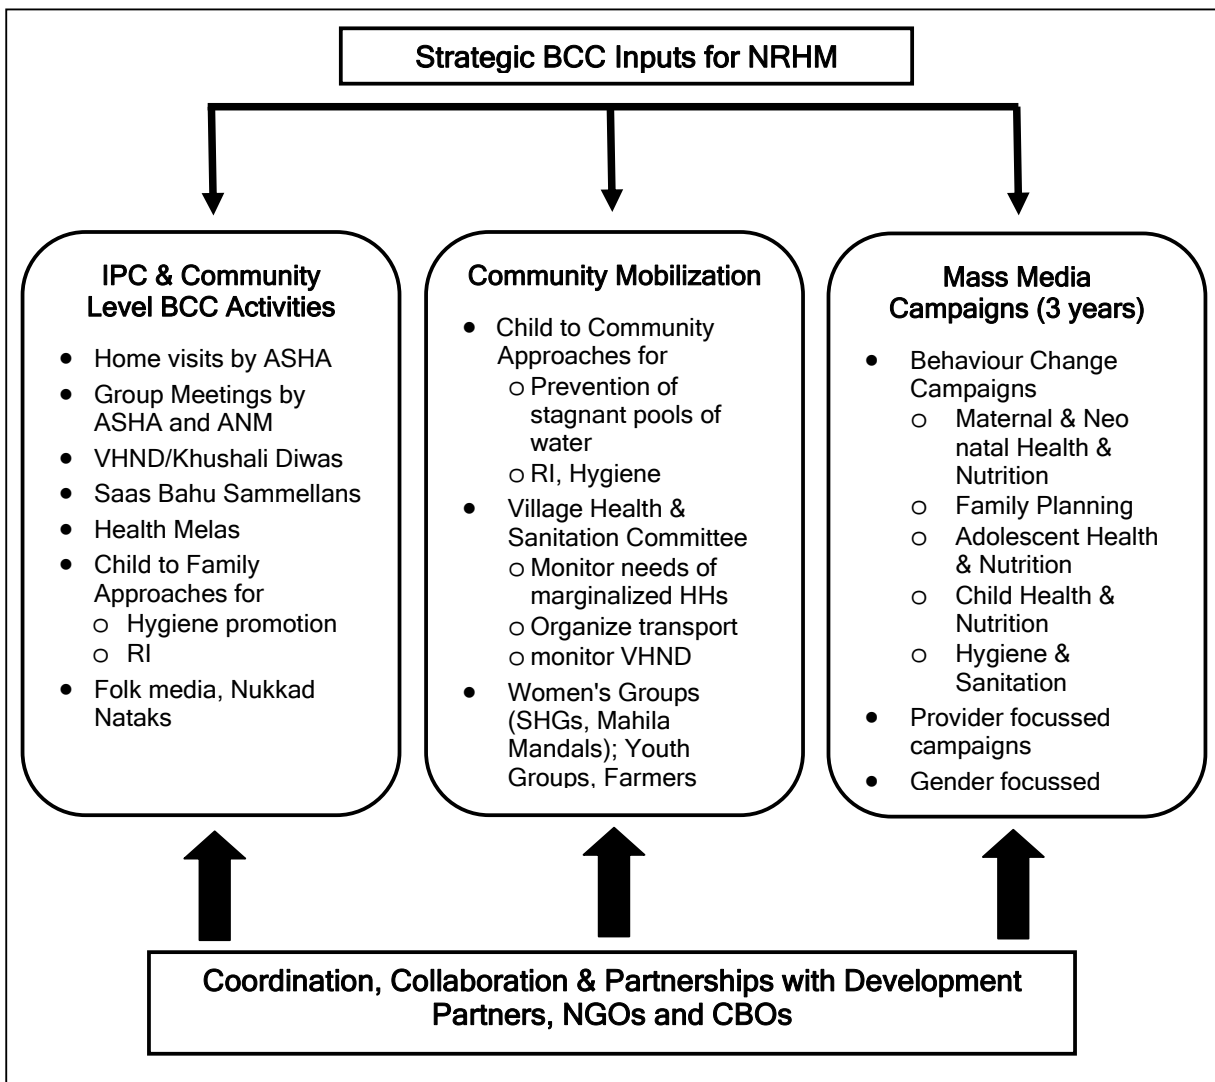 Strategic BCC Inputs for NRHM
IPC & Community
Level BCC Activities
• Home visits by ASHA
• Group Meetings by
ASHA and ANM
• VHND/Khushali Diwas
• Saas Bahu Sammellans
• Health Melas
• Child to Family
Approaches for
o Hygiene promotion
o RI
• Folk media, Nukkad
Nataks
Community Mobilization
• Child to Community
Approaches for
o Prevention of
stagnant pools of
water
o RI, Hygiene
• Village Health &
Sanitation Committee
o Monitor needs of
marginalized HHs
o Organize transport
o monitor VHND
• Women's Groups
(SHGs, Mahila
Mandals); Youth
Groups, Farmers
Mass Media
Campaigns (3 years)
• Behaviour Change
Campaigns
o Maternal & Neo
natal Health &
Nutrition
o Family Planning
o Adolescent Health
& Nutrition
o Child Health &
Nutrition
o Hygiene &
Sanitation
• Provider focussed
campaigns
• Gender focussed
Coordination, Collaboration & Partnerships with Development
Partners, NGOs and CBOs